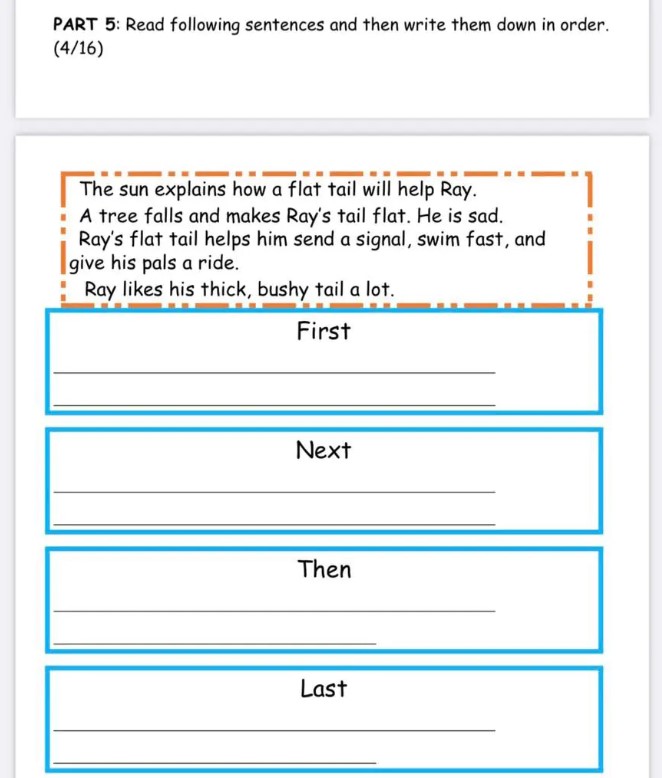 PART 5: Read following sentences and then write them down in order.
(4/16)
The sun explains how a flat tail will help Ray.
A tree falls and makes Ray's tail flat. He is sad.
Ray's flat tail helps him send a signal, swim fast, and
give his pals a ride.
Ray likes his thick, bushy tail a lot.
First
Next
Then
Last